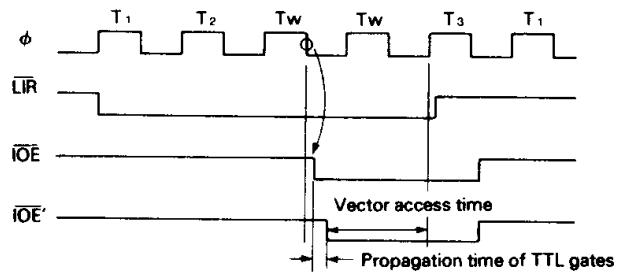 T1 T2 Tw Tw T3 T1
φ
LIR
IOE
Vector access time
IOE'
Propagation time of TTL gates